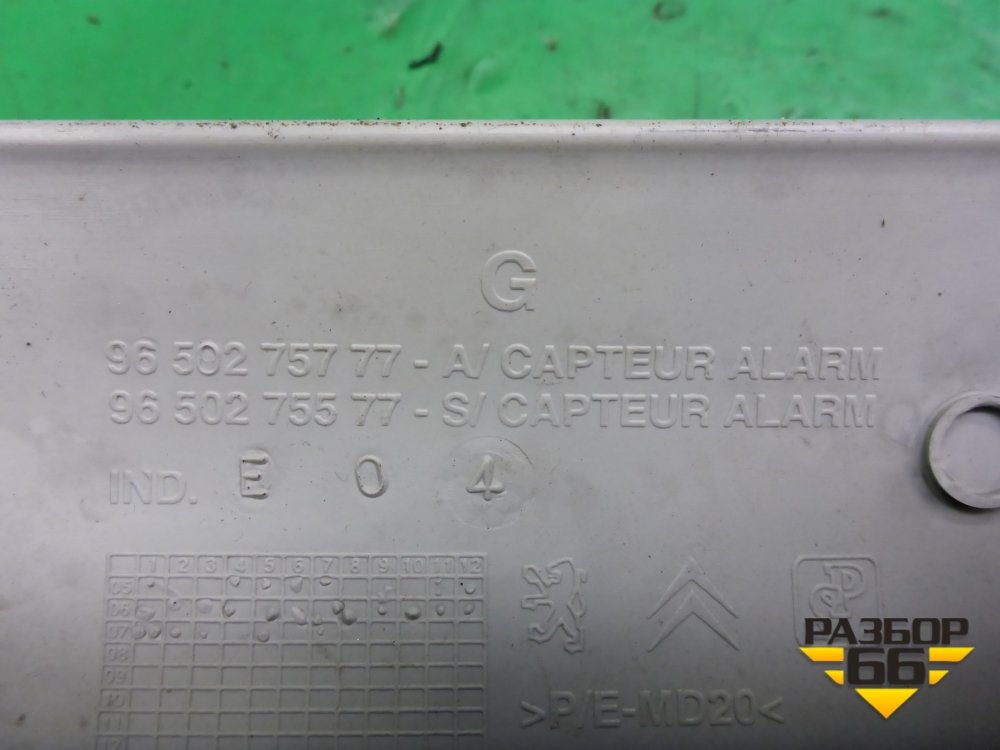 G
96 502 757 77 - A/ CAPTEUR ALARM
96 502 755 77 - S/ CAPTEUR ALARM
IND. E 0 4
1 2 3 4 5 6 7 8 9 10 11 12
05
06
07
08
09
10
11
>P/E-MD20<
РАЗБОР
66